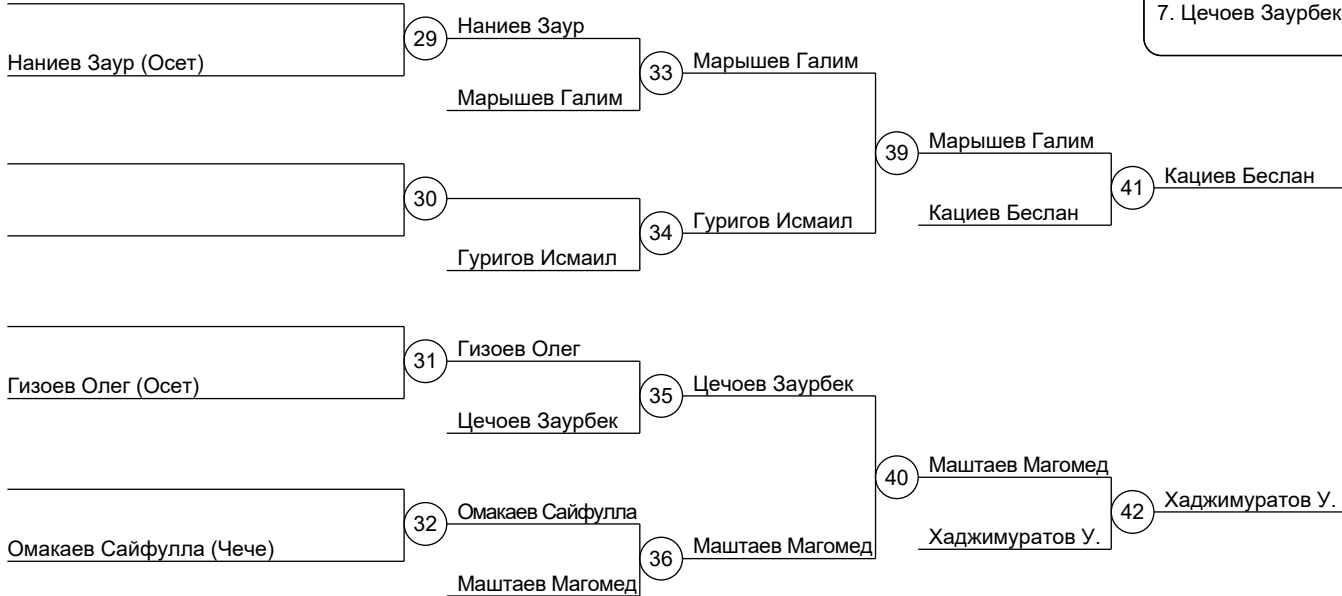 7. Цечоев Заурбек
29
Наниев Заур
Наниев Заур (Осет)
33
Марышев Галим
Марышев Галим
39
Марышев Галим
30
41
Кациев Беслан
Кациев Беслан
34
Гуригов Исмаил
Гуригов Исмаил
31
Гизоев Олег
Гизоев Олег (Осет)
35
Цечоев Заурбек
Цечоев Заурбек
40
Маштаев Магомед
32
Омакаев Сайфулла
42
Хаджимуратов У.
Хаджимуратов У.
Омакаев Сайфулла (Чече)
36
Маштаев Магомед
Маштаев Магомед